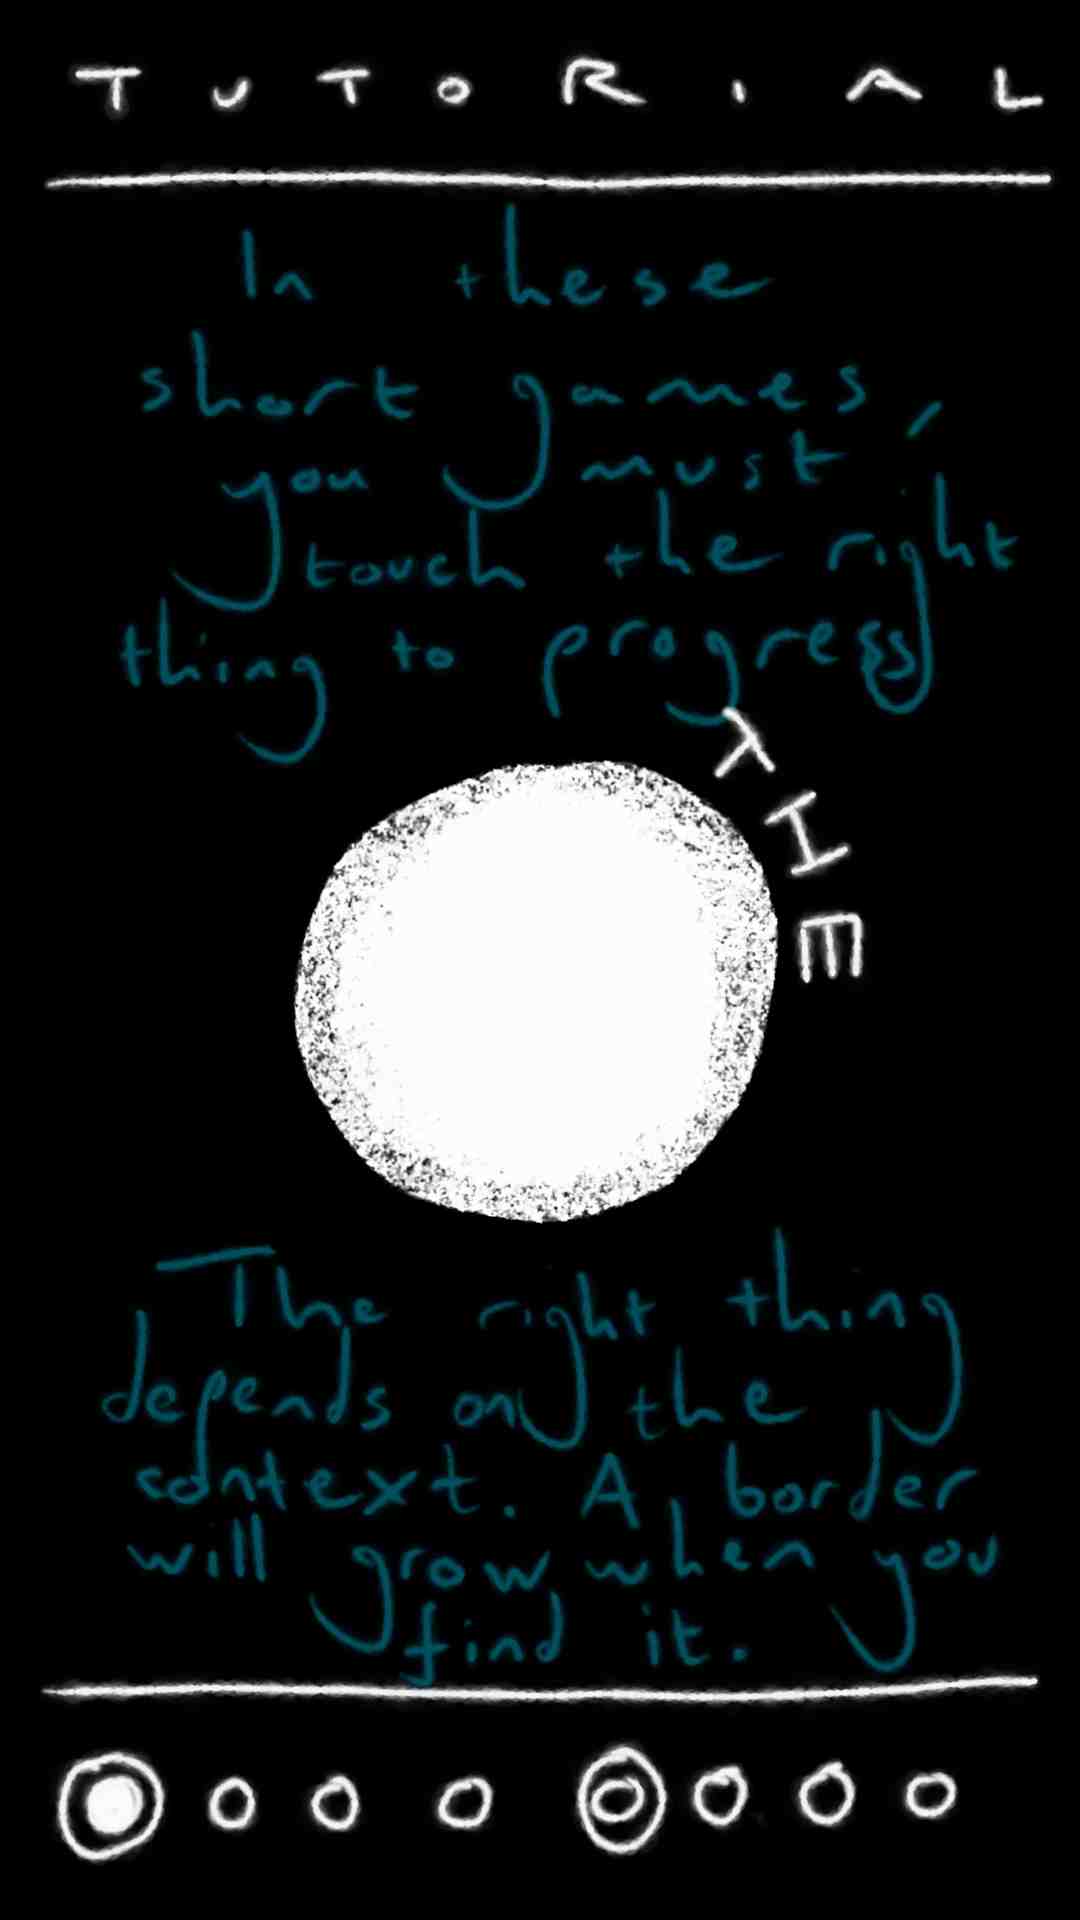 TUTORIAL
In these
short games,
you must
touch the right
thing to progress
The right thing
depends on the
context. A border
will grow when you
find it.